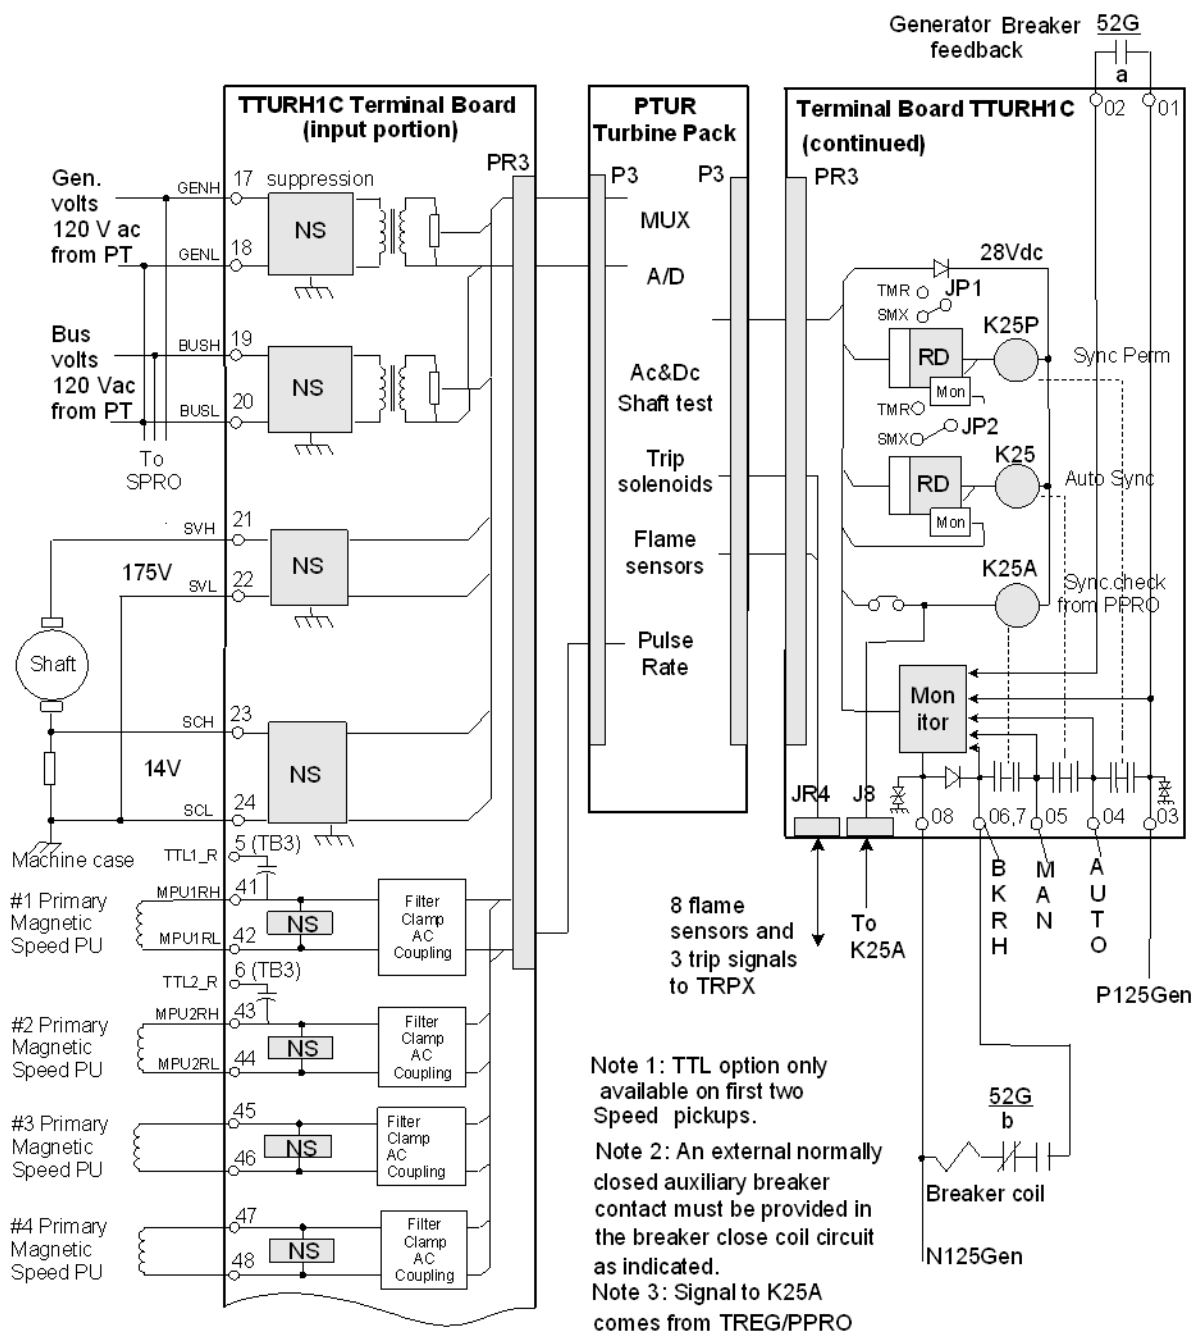 Generator Breaker feedback
52G
a
02
01
TTURH1C Terminal Board
(input portion)
PTUR
Turbine Pack
Terminal Board TTURH1C
(continued)
PR3
P3
P3
PR3
Gen.
volts
120 V ac
from PT
GENH
17
suppression
NS
GENL
18
Bus
volts
120 Vac
from PT
BUSH
19
NS
BUSL
20
To
SPRO
SVH
21
175V
NS
SVL
22
Shaft
SCH
23
14V
NS
SCL
24
Machine case
TTL1_R
5 (TB3)
#1 Primary
Magnetic
Speed PU
MPU1RH
41
NS
MPU1RL
42
Filter
Clamp
AC
Coupling
TTL2_R
6 (TB3)
#2 Primary
Magnetic
Speed PU
MPU2RH
43
NS
MPU2RL
44
Filter
Clamp
AC
Coupling
#3 Primary
Magnetic
Speed PU
45
NS
46
Filter
Clamp
AC
Coupling
#4 Primary
Magnetic
Speed PU
47
NS
48
Filter
Clamp
AC
Coupling
MUX
A/D
Ac&Dc
Shaft test
Trip
solenoids
Flame
sensors
Pulse
Rate
28Vdc
TMR
JP1
SMX
K25P
RD
Mon
Sync Perm
TMR
SMX
JP2
K25
RD
Mon
Auto Sync
K25A
Sync.check
from PPRO
Mon
itor
JR4
J8
08
06,7
05
04
03
BKRH
MAN
AUTO
8 flame
sensors and
3 trip signals
to TRPX
To
K25A
P125Gen
52G
b
Breaker coil
N125Gen
Note 1: TTL option only
available on first two
Speed pickups.
Note 2: An external normally
closed auxiliary breaker
contact must be provided in
the breaker close coil circuit
as indicated.
Note 3: Signal to K25A
comes from TREG/PPRO